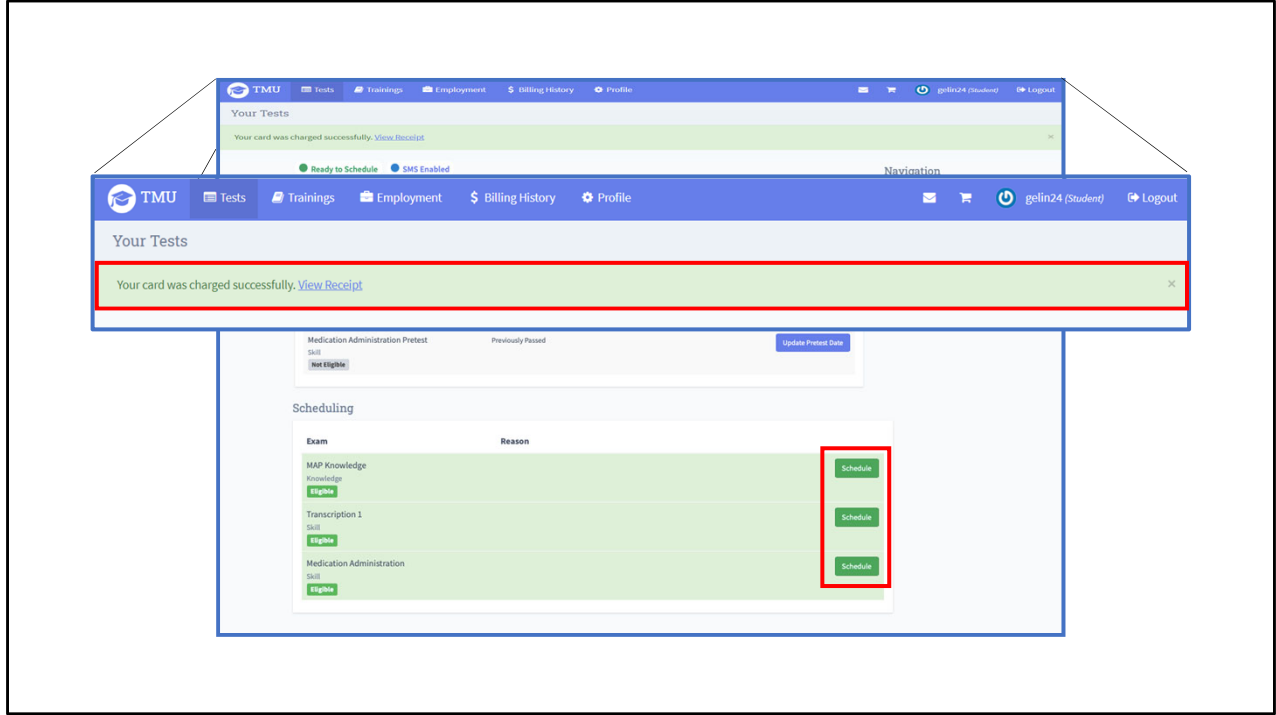 TMU Tests Trainings Employment $ Billing History Profile gelin24 (Student) Logout
Your Tests
Your card was charged successfully. View Receipt ×
Ready to Schedule SMS Enabled
Navigation
TMU Tests Trainings Employment $ Billing History Profile gelin24 (Student) Logout
Your Tests
Your card was charged successfully. View Receipt ×
Medication Administration Pretest Previously Passed Update Pretest Date
Skill
Not Eligible
Scheduling
Exam Reason
MAP Knowledge Schedule
Knowledge
Eligible
Transcription 1 Schedule
Skill
Eligible
Medication Administration Schedule
Skill
Eligible